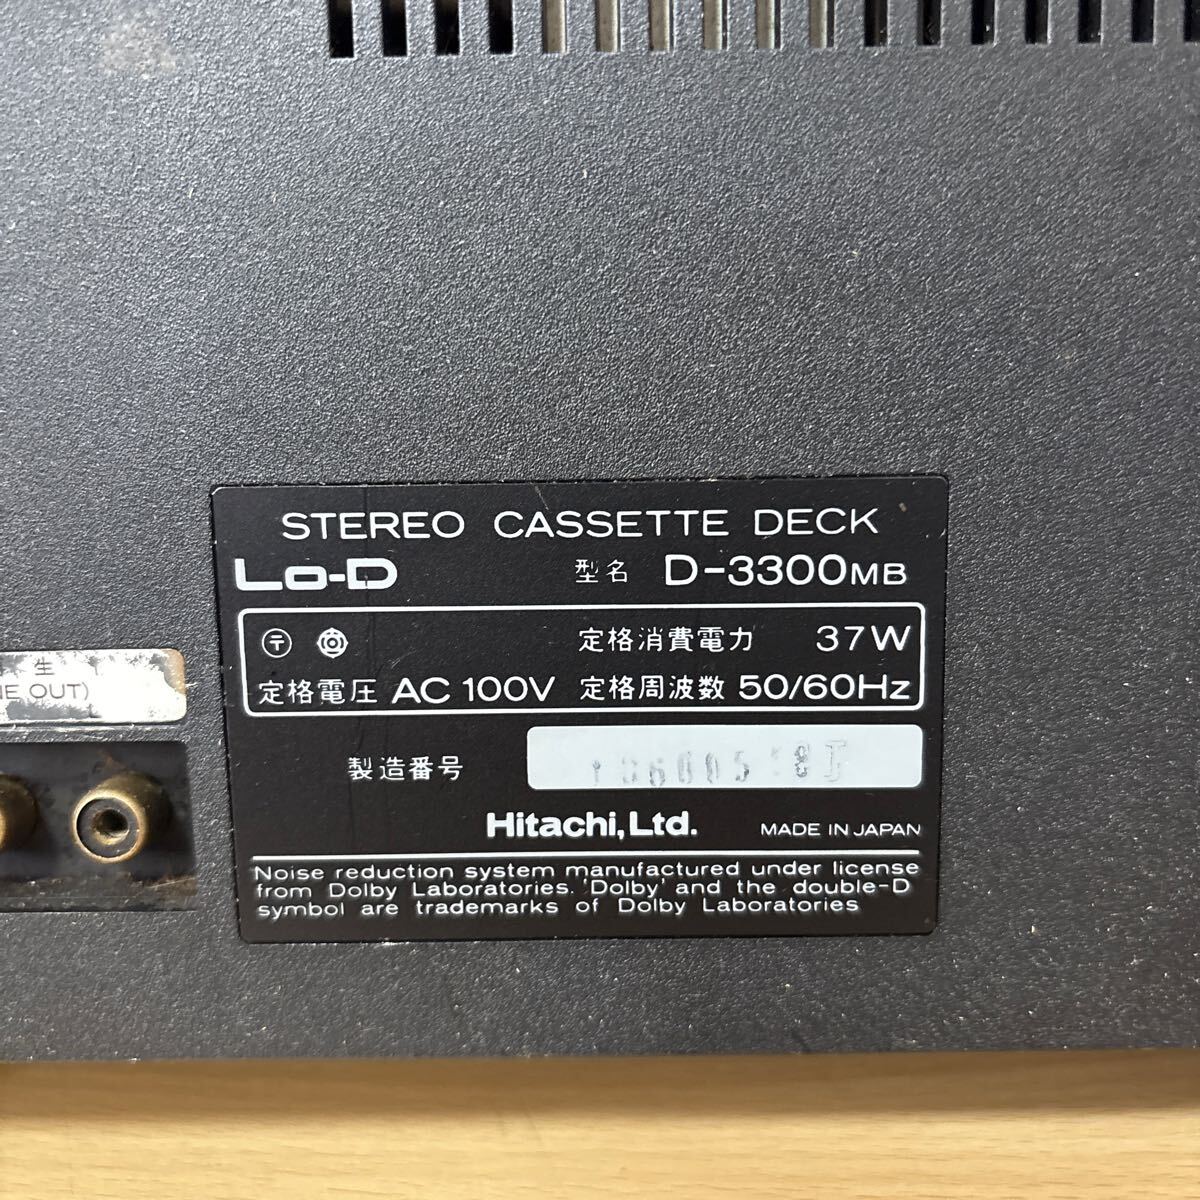 STEREO CASSETTE DECK
Lo-D 型名 D-3300MB
〒 定格消費電力 37W
定格電圧 AC 100V 定格周波数 50/60Hz
生
OUT)
製造番号
Hitachi, Ltd. MADE IN JAPAN
Noise reduction system manufactured under license
from Dolby Laboratories. 'Dolby' and the double-D
symbol are trademarks of Dolby Laboratories